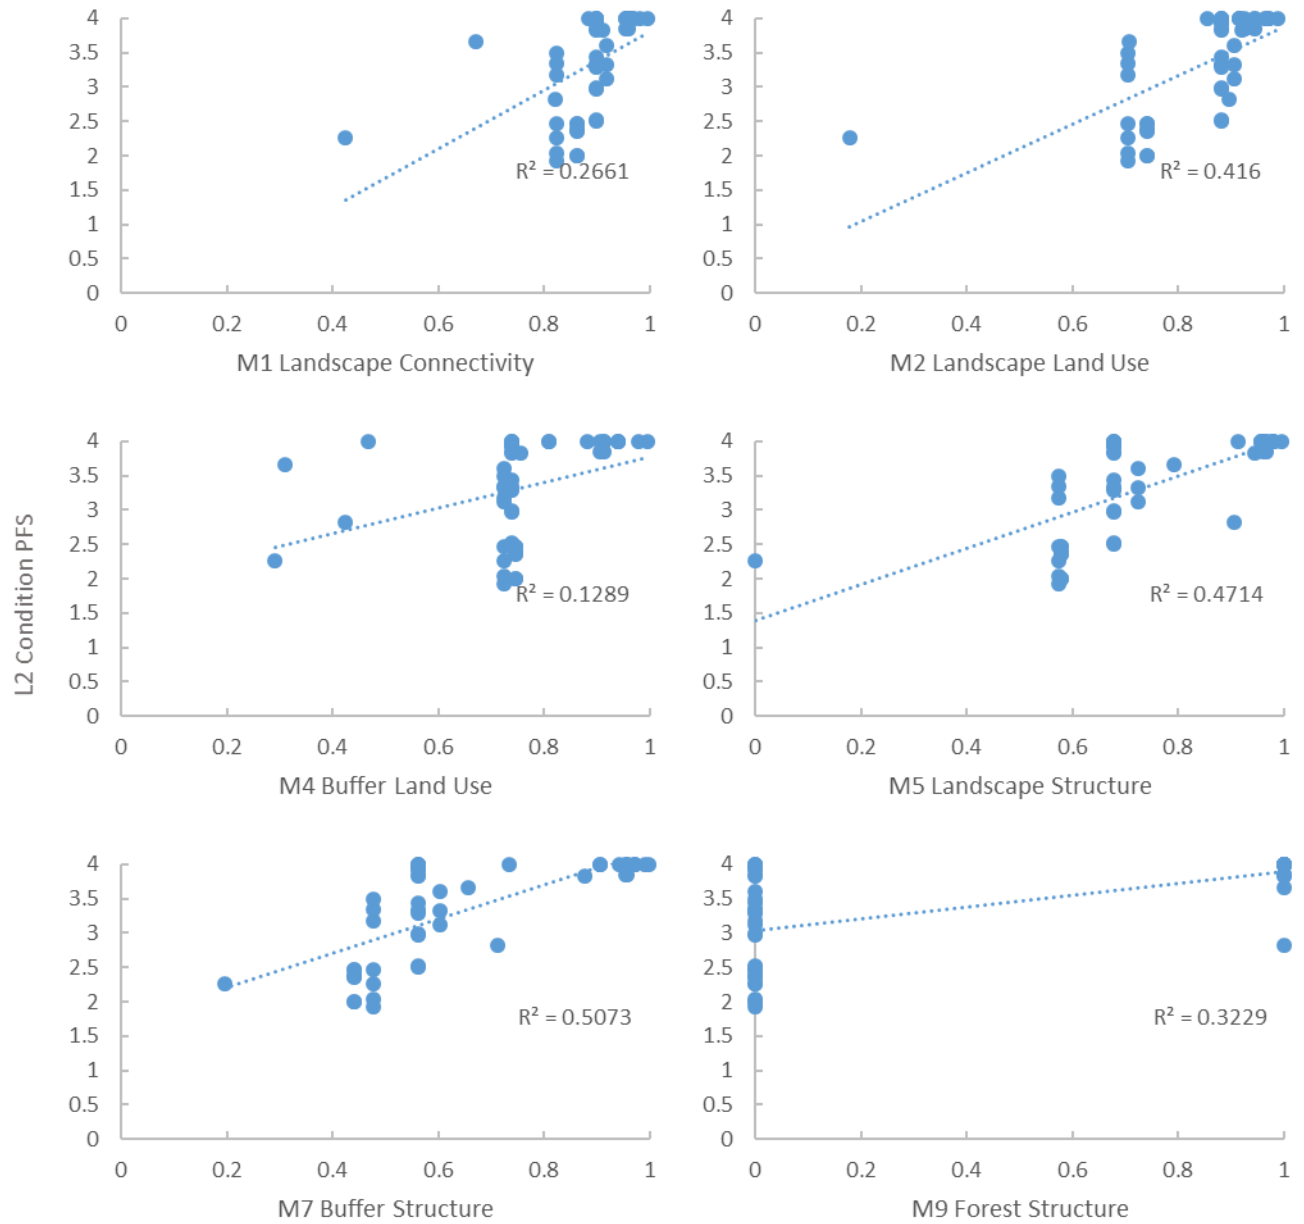 4
3.5
3
2.5
2
1.5
1
0.5
0
R² = 0.2661
0 0.2 0.4 0.6 0.8 1
M1 Landscape Connectivity
4
3.5
3
2.5
2
1.5
1
0.5
0
R² = 0.416
0 0.2 0.4 0.6 0.8 1
M2 Landscape Land Use
L2 Condition PFS
4
3.5
3
2.5
2
1.5
1
0.5
0
R² = 0.1289
0 0.2 0.4 0.6 0.8 1
M4 Buffer Land Use
4
3.5
3
2.5
2
1.5
1
0.5
0
R² = 0.4714
0 0.2 0.4 0.6 0.8 1
M5 Landscape Structure
4
3.5
3
2.5
2
1.5
1
0.5
0
R² = 0.5073
0 0.2 0.4 0.6 0.8 1
M7 Buffer Structure
4
3.5
3
2.5
2
1.5
1
0.5
0
R² = 0.3229
0 0.2 0.4 0.6 0.8 1
M9 Forest Structure